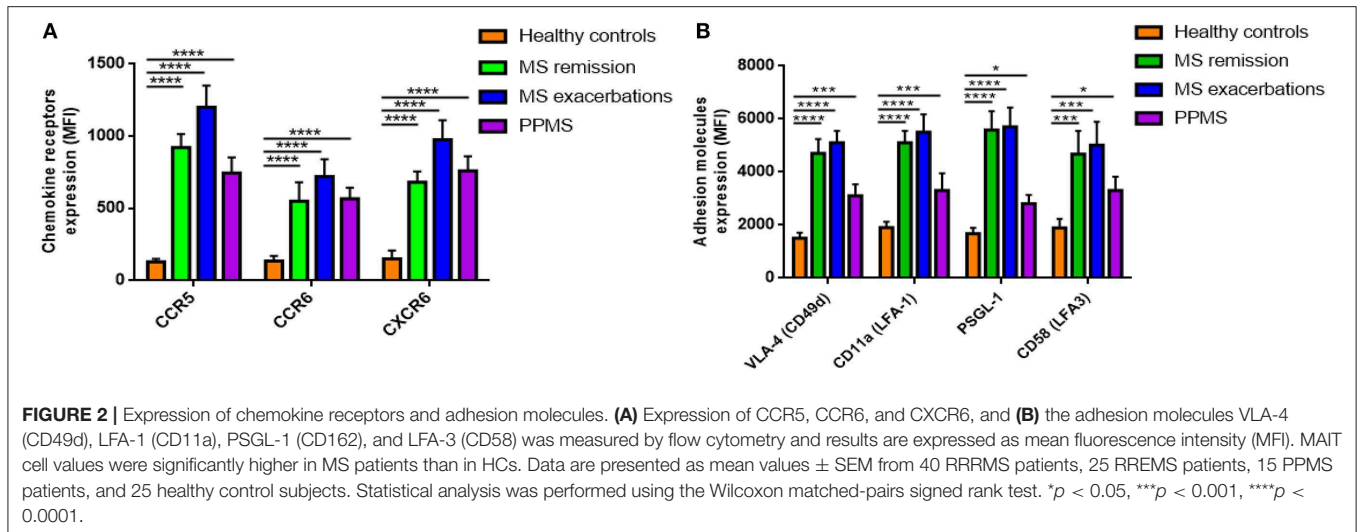 A
Healthy controls
MS remission
MS exacerbations
PPMS
Chemokine receptors
expression (MFI)
1500
1000
500
0
****
****
****
****
****
****
****
****
****
CCR5
CCR6
CXCR6
B
Healthy controls
MS remission
MS exacerbations
PPMS
Adhesion molecules
expression (MFI)
8000
6000
4000
2000
0
***
****
****
***
****
****
*
****
****
*
***
***
VLA-4 (CD49d)
CD11a (LFA-1)
PSGL-1
CD58 (LFA3)
FIGURE 2 | Expression of chemokine receptors and adhesion molecules. (A) Expression of CCR5, CCR6, and CXCR6, and (B) the adhesion molecules VLA-4
(CD49d), LFA-1 (CD11a), PSGL-1 (CD162), and LFA-3 (CD58) was measured by flow cytometry and results are expressed as mean fluorescence intensity (MFI). MAIT
cell values were significantly higher in MS patients than in HCs. Data are presented as mean values ± SEM from 40 RRRMS patients, 25 RREMS patients, 15 PPMS
patients, and 25 healthy control subjects. Statistical analysis was performed using the Wilcoxon matched-pairs signed rank test. *p < 0.05, ***p < 0.001, ****p <
0.0001.